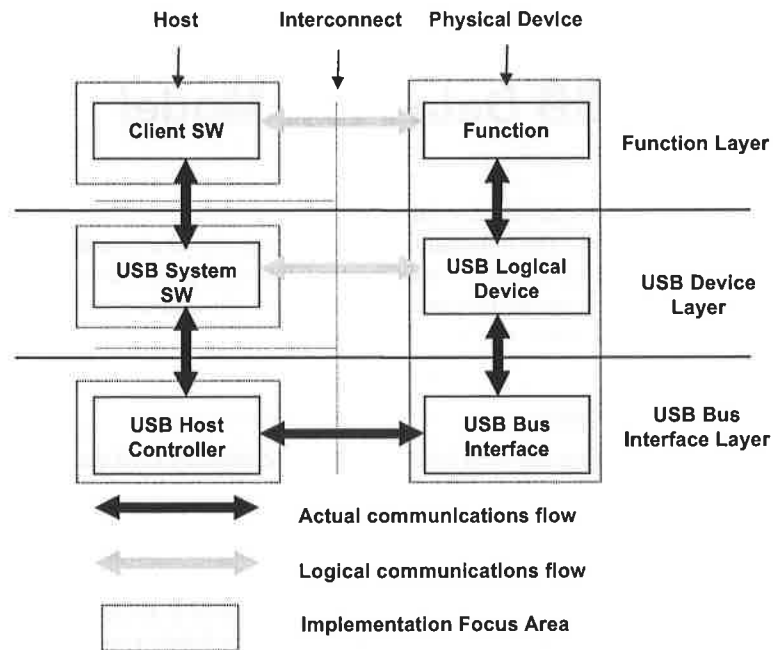 Host
Interconnect
Physical Device
Client SW
Function
Function Layer
USB System
SW
USB Logical
Device
USB Device
Layer
USB Host
Controller
USB Bus
Interface
USB Bus
Interface Layer
Actual communications flow
Logical communications flow
Implementation Focus Area